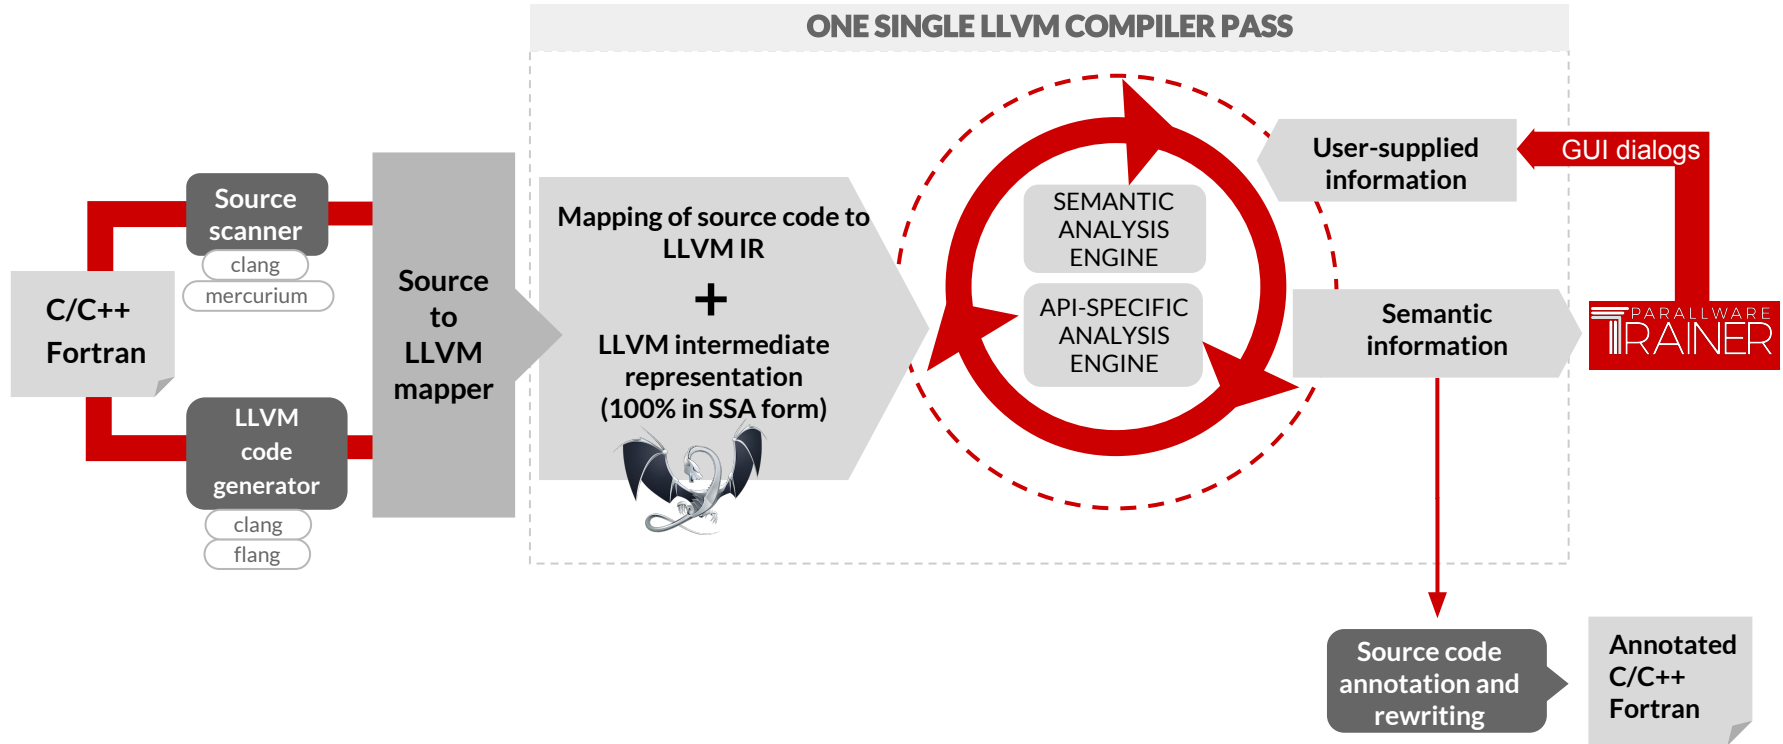 ONE SINGLE LLVM COMPILER PASS
C/C++
Fortran
Source
scanner
clang
mercurium
LLVM
code
generator
clang
flang
Source
to
LLVM
mapper
Mapping of source code to
LLVM IR
+
LLVM intermediate
representation
(100% in SSA form)
SEMANTIC
ANALYSIS
ENGINE
API-SPECIFIC
ANALYSIS
ENGINE
User-supplied
information
GUI dialogs
Semantic
information
PARALLWARE
TRAINER
Source code
annotation and
rewriting
Annotated
C/C++
Fortran